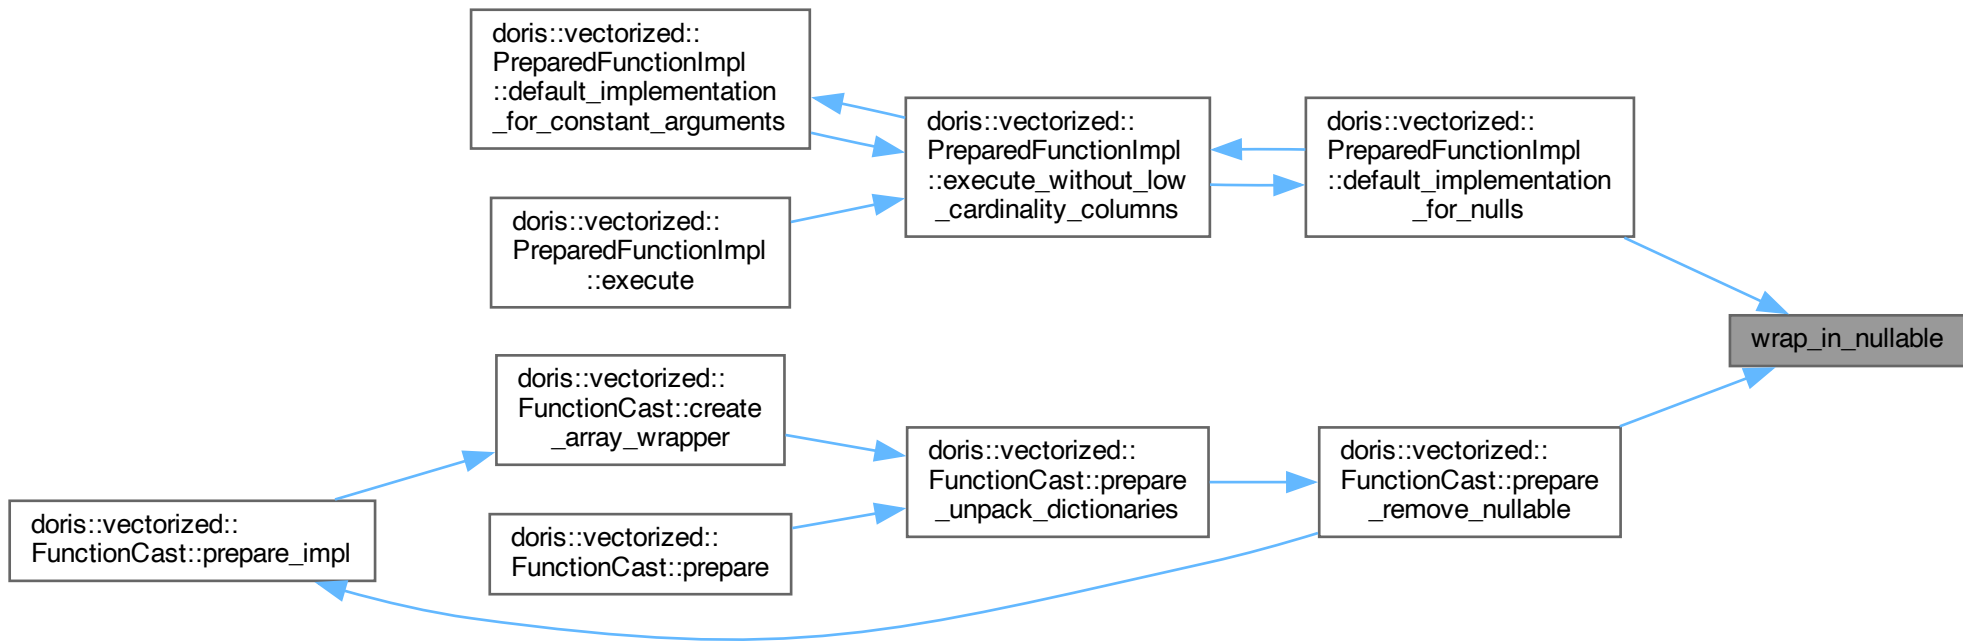 doris::vectorized::
PreparedFunctionImpl
::default_implementation
_for_constant_arguments
doris::vectorized::
PreparedFunctionImpl
::execute
doris::vectorized::
PreparedFunctionImpl
::execute_without_low
_cardinality_columns
doris::vectorized::
PreparedFunctionImpl
::default_implementation
_for_nulls
wrap_in_nullable
doris::vectorized::
FunctionCast::create
_array_wrapper
doris::vectorized::
FunctionCast::prepare
_unpack_dictionaries
doris::vectorized::
FunctionCast::prepare
_remove_nullable
doris::vectorized::
FunctionCast::prepare_impl
doris::vectorized::
FunctionCast::prepare